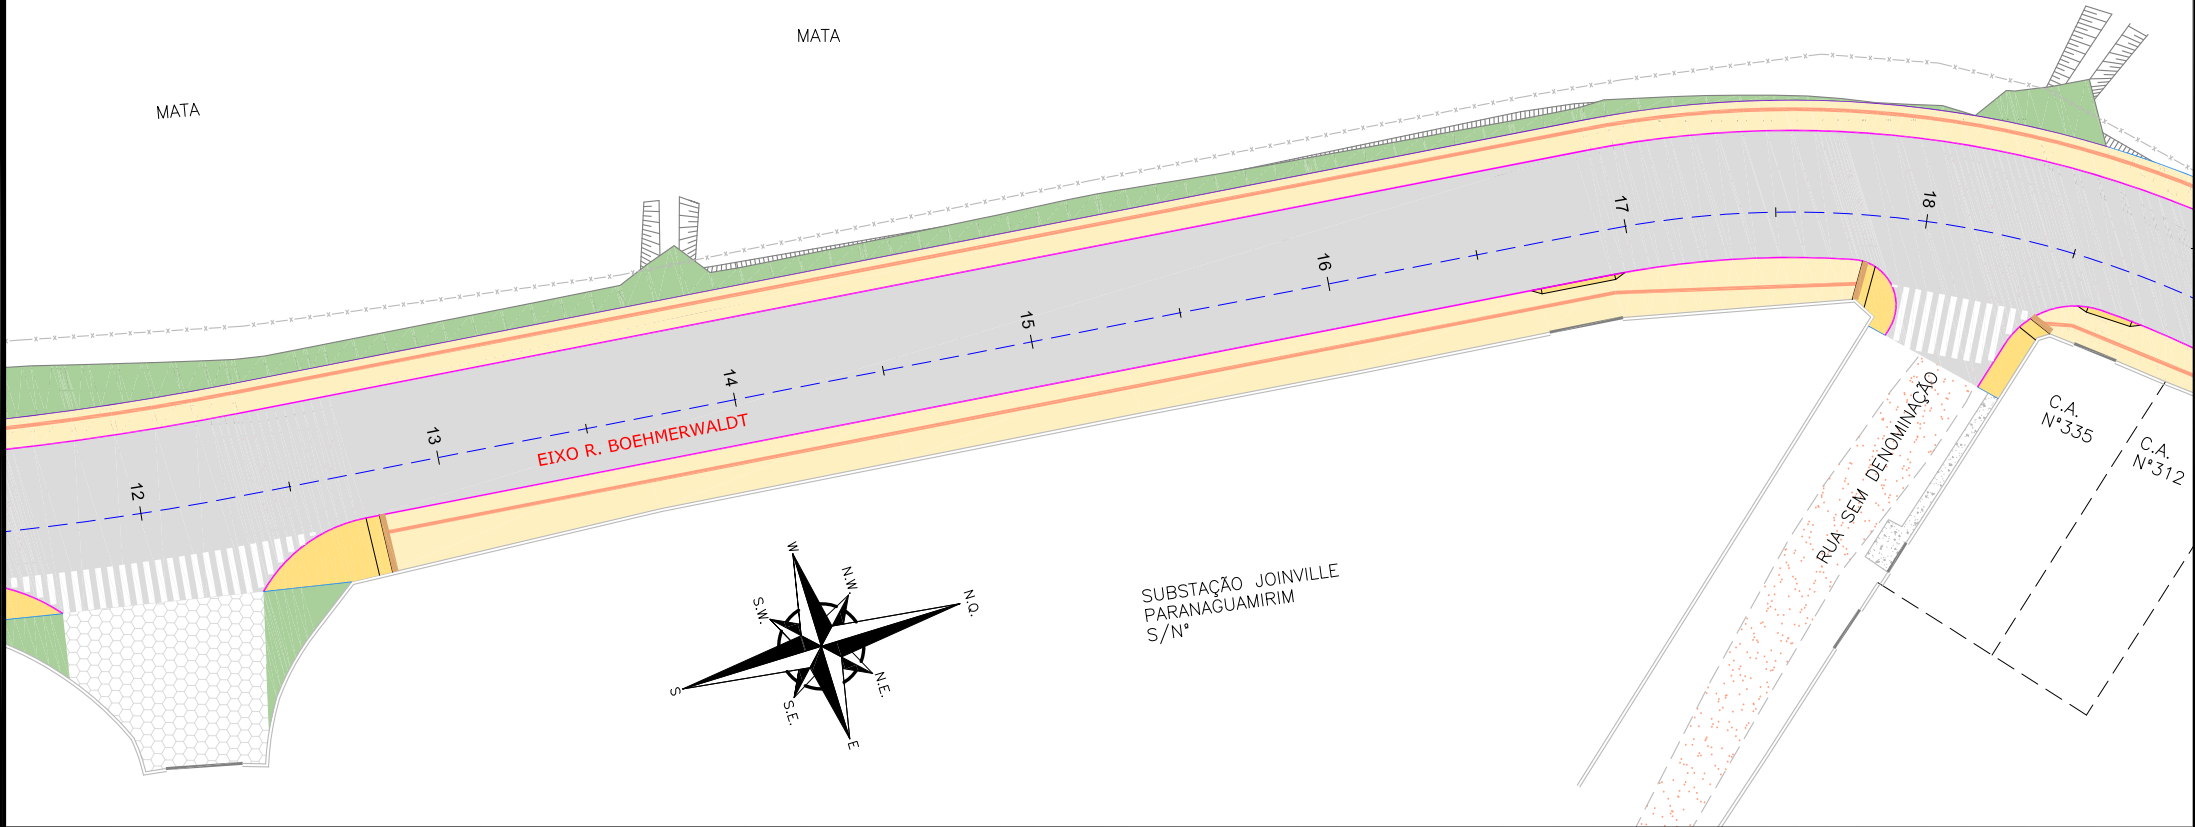 MATA
MATA
18
17
16
15
14
13
12
EIXO R. BOEHMERWALDT
RUA SEM DENOMINAÇÃO
C.A.
N°335
C.A.
N°312
W
N.W.
N.Q.
S.W.
S
S.E.
E
N.E.
SUBSTAÇÃO JOINVILLE
PARANAGUAMIRIM
S/N°